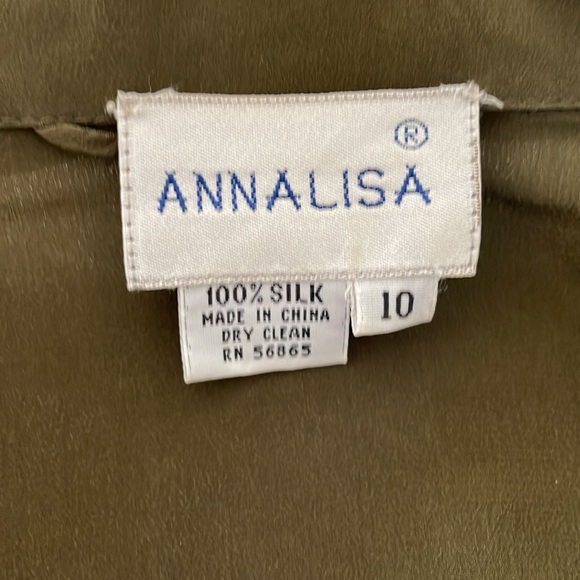 ®
ANNALISA
100% SILK
MADE IN CHINA
DRY CLEAN
RN 56865
10